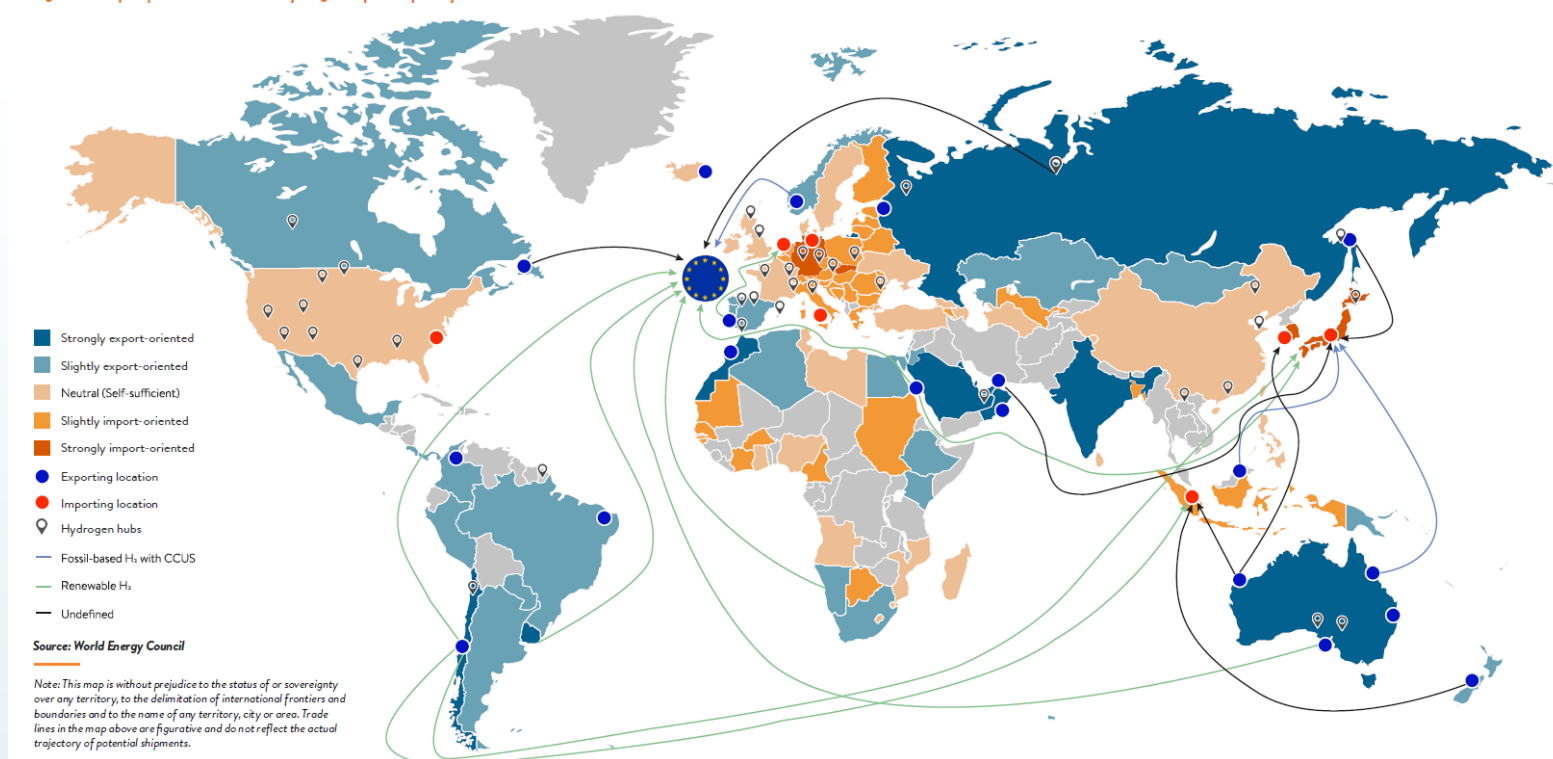 Strongly export-oriented
Slightly export-oriented
Neutral (Self-sufficient)
Slightly import-oriented
Strongly import-oriented
Exporting location
Importing location
Hydrogen hubs
Fossil-based H₂ with CCUS
Renewable H₂
Undefined
Source: World Energy Council
Note: This map is without prejudice to the status of or sovereignty
over any territory, to the delimitation of international frontiers and
boundaries and to the name of any territory, city or area. Trade
lines in the map above are figurative and do not reflect the actual
trajectory of potential shipments.